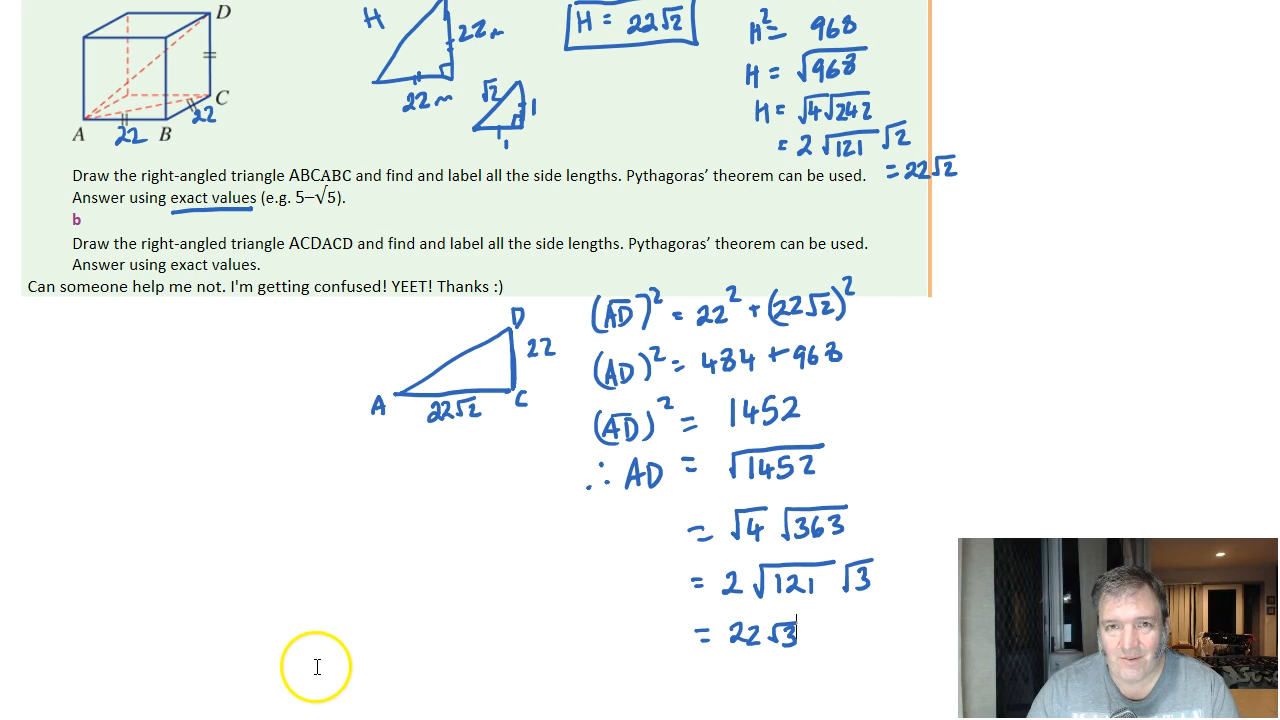 D
C
A
B
22
22
H
22m
22m
√2
1
1
H = 22√2
H² = 968
H = √968
H = √4√242
= 2√121 √2
= 22√2
Draw the right-angled triangle ABCABC and find and label all the side lengths. Pythagoras’ theorem can be used.
Answer using exact values (e.g. 5–√5).
b
Draw the right-angled triangle ACDACD and find and label all the side lengths. Pythagoras’ theorem can be used.
Answer using exact values.
Can someone help me not. I'm getting confused! YEET! Thanks :)
D
22
A
22√2
C
(AD)² = 22² + (22√2)²
(AD)² = 484 + 968
(AD)² = 1452
∴ AD = √1452
= √4 √363
= 2 √121 √3
= 22√3